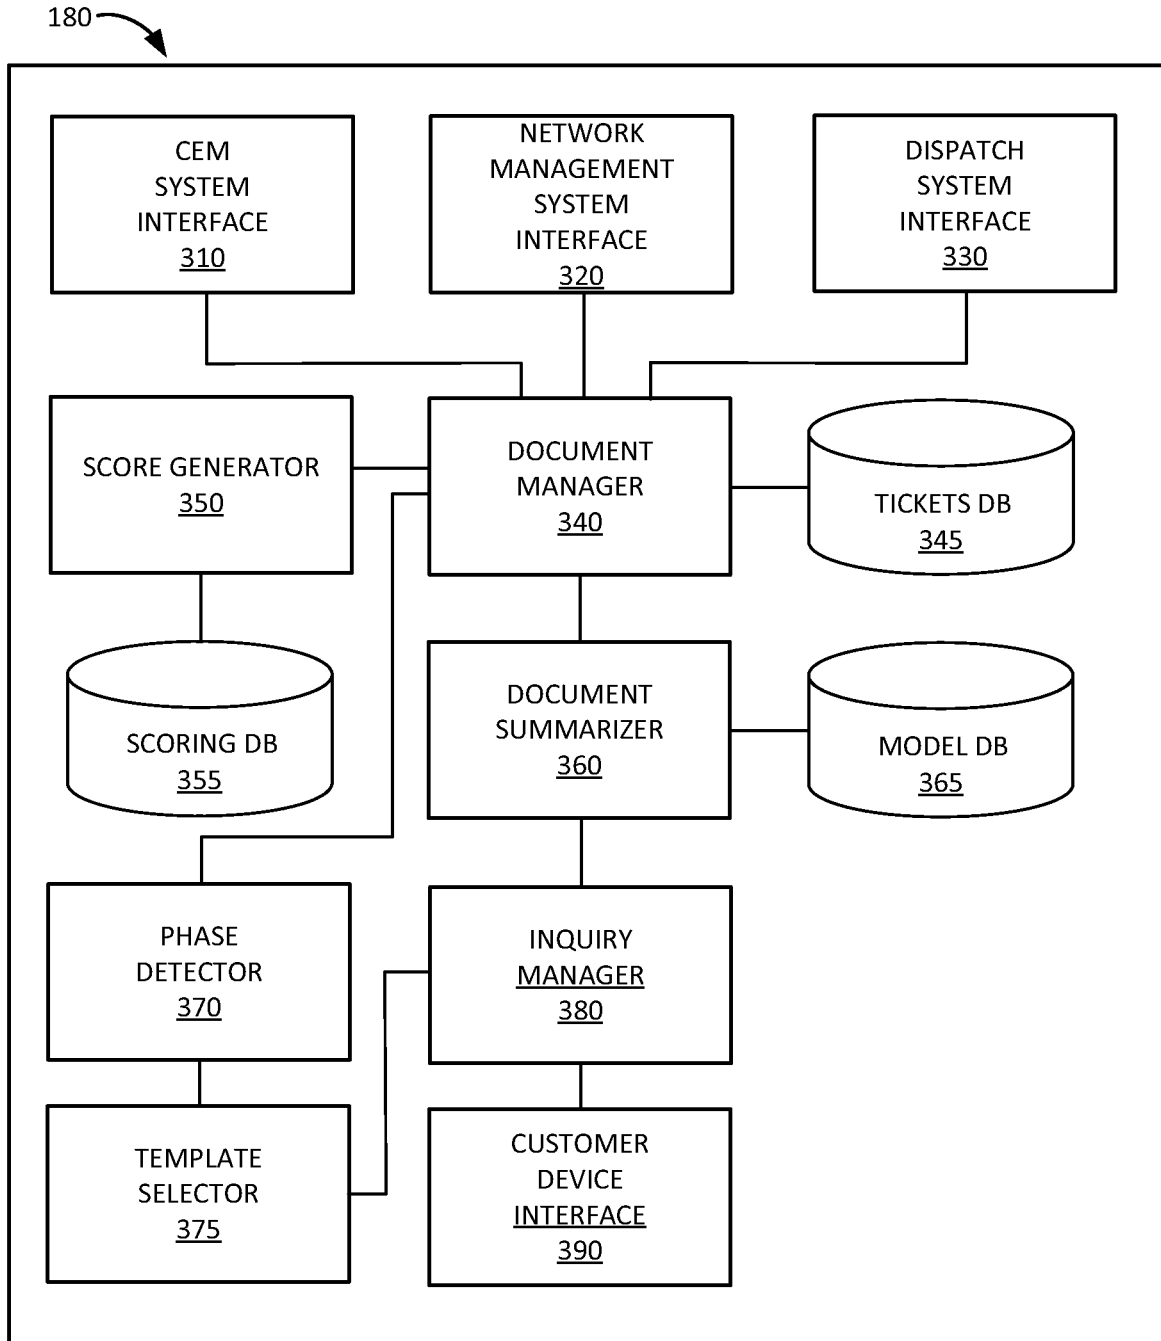 180
CEM
SYSTEM
INTERFACE
310
NETWORK
MANAGEMENT
SYSTEM
INTERFACE
320
DISPATCH
SYSTEM
INTERFACE
330
SCORE GENERATOR
350
DOCUMENT
MANAGER
340
TICKETS DB
345
SCORING DB
355
DOCUMENT
SUMMARIZER
360
MODEL DB
365
PHASE
DETECTOR
370
INQUIRY
MANAGER
380
TEMPLATE
SELECTOR
375
CUSTOMER
DEVICE
INTERFACE
390